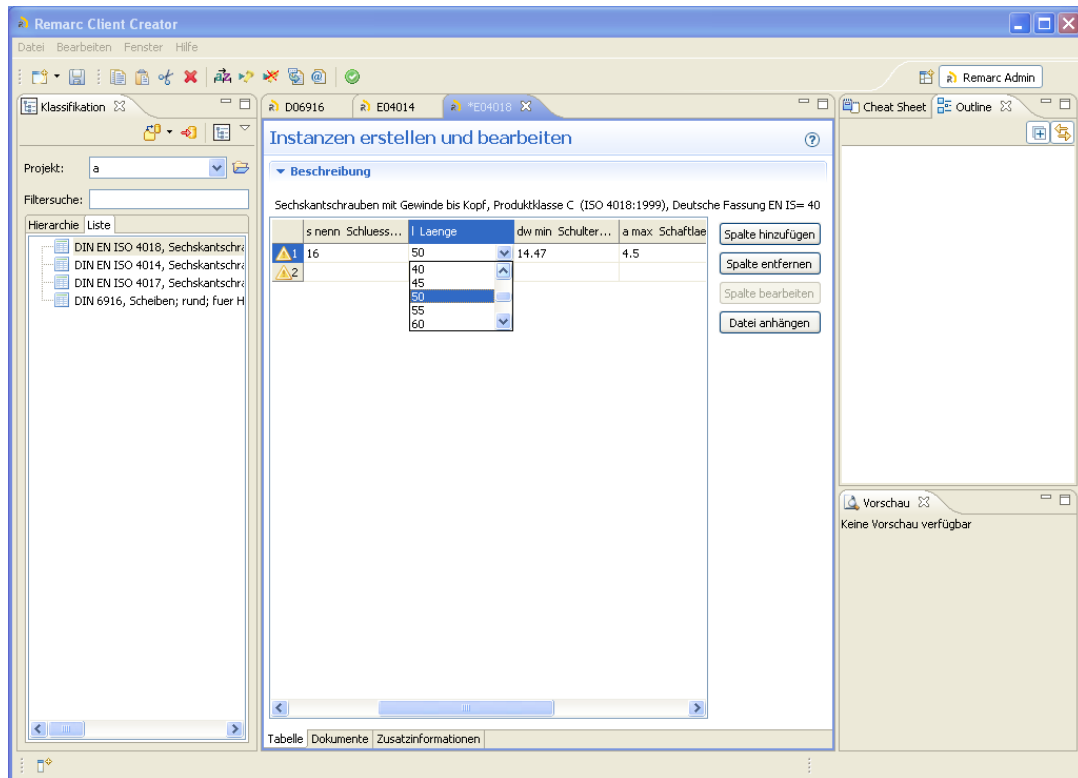 Remarc Client Creator
Datei Bearbeiten Fenster Hilfe
Remarc Admin
Klassifikation
Projekt: a
Filtersuche:
Hierarchie Liste
DIN EN ISO 4018, Sechskantschra
DIN EN ISO 4014, Sechskantschra
DIN EN ISO 4017, Sechskantschra
DIN 6916, Scheiben; rund; fuer H
D06916 E04014 *E04018
Instanzen erstellen und bearbeiten
Beschreibung
Sechskantschrauben mit Gewinde bis Kopf, Produktklasse C (ISO 4018:1999), Deutsche Fassung EN IS= 40
s nenn Schluess... l Laenge dw min Schulter... a max Schaftlae
1 16 50 14.47 4.5
2
40
45
50
55
60
Spalte hinzufügen
Spalte entfernen
Spalte bearbeiten
Datei anhängen
Tabelle Dokumente Zusatzinformationen
Cheat Sheet Outline
Vorschau
Keine Vorschau verfügbar